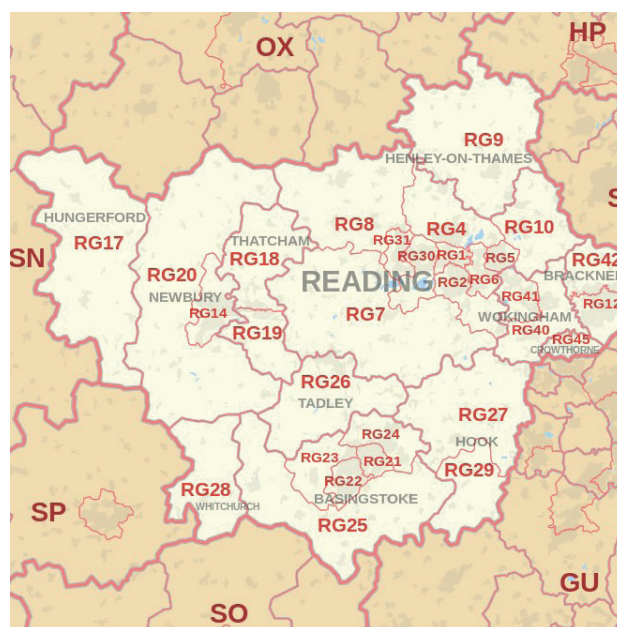 OX
HP
RG9
HENLEY-ON-THAMES
HUNGERFORD
RG17
SN
S
RG8
RG4
RG10
THATCHAM
RG31
RG18
RG30
RG1
RG5
RG42
RG20
READING
RG2
RG6
BRACKNE
NEWBURY
RG41
RG12
RG14
RG7
WOKINGHAM
RG19
RG40
RG45
CROWTHORNE
RG26
TADLEY
RG27
RG24
HOOK
RG23
RG21
RG29
RG22
RG28
BASINGSTOKE
WHITCHURCH
SP
RG25
GU
SO